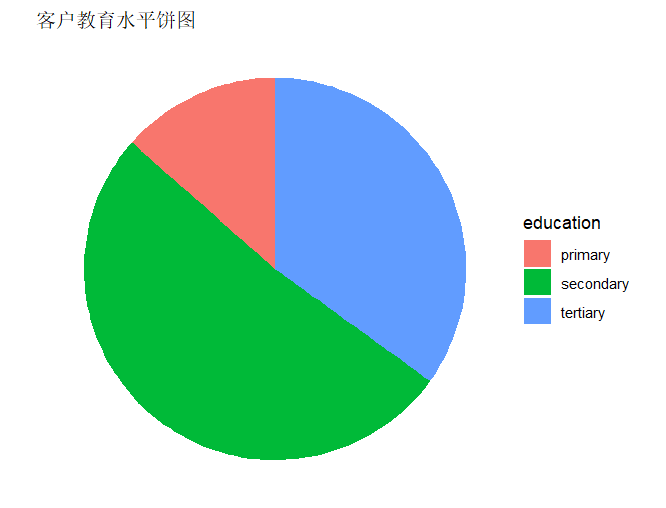 客户教育水平饼图
education
primary
secondary
tertiary